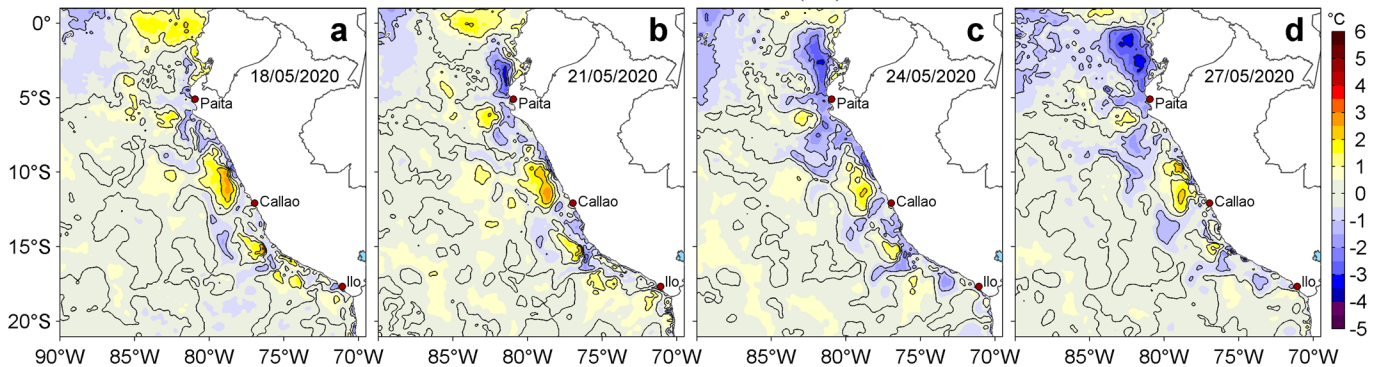 a b c d
°C
18/05/2020 21/05/2020 24/05/2020 27/05/2020
0°
5°S
10°S
15°S
20°S
Paita Paita Paita Paita
Callao Callao Callao Callao
Ilo Ilo Ilo Ilo
90°W 85°W 80°W 75°W 70°W 85°W 80°W 75°W 70°W 85°W 80°W 75°W 70°W 85°W 80°W 75°W 70°W
6
5
4
3
2
1
0
-1
-2
-3
-4
-5